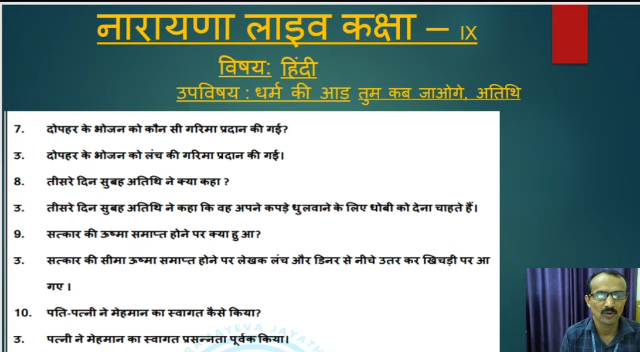 नारायणा लाइव कक्षा – IX
विषय: हिंदी
उपविषय : धर्म की आड तुम कब जाओगे, अतिथि
7. दोपहर के भोजन को कौन सी गरिमा प्रदान की गई?
उ. दोपहर के भोजन को लंच की गरिमा प्रदान की गई।
8. तीसरे दिन सुबह अतिथि ने क्या कहा ?
उ. तीसरे दिन सुबह अतिथि ने कहा कि वह अपने कपड़े धुलवाने के लिए धोबी को देना चाहते हैं।
9. सत्कार की ऊष्मा समाप्त होने पर क्या हु आ?
उ. सत्कार की सीमा ऊष्मा समाप्त होने पर लेखक लंच और डिनर से नीचे उतर कर खिचड़ी पर आ
गए ।
10. पति-पत्नी ने मेहमान का स्वागत कैसे किया?
उ. पत्नी ने मेहमान का स्वागत प्रसन्नता पूर्वक किया।